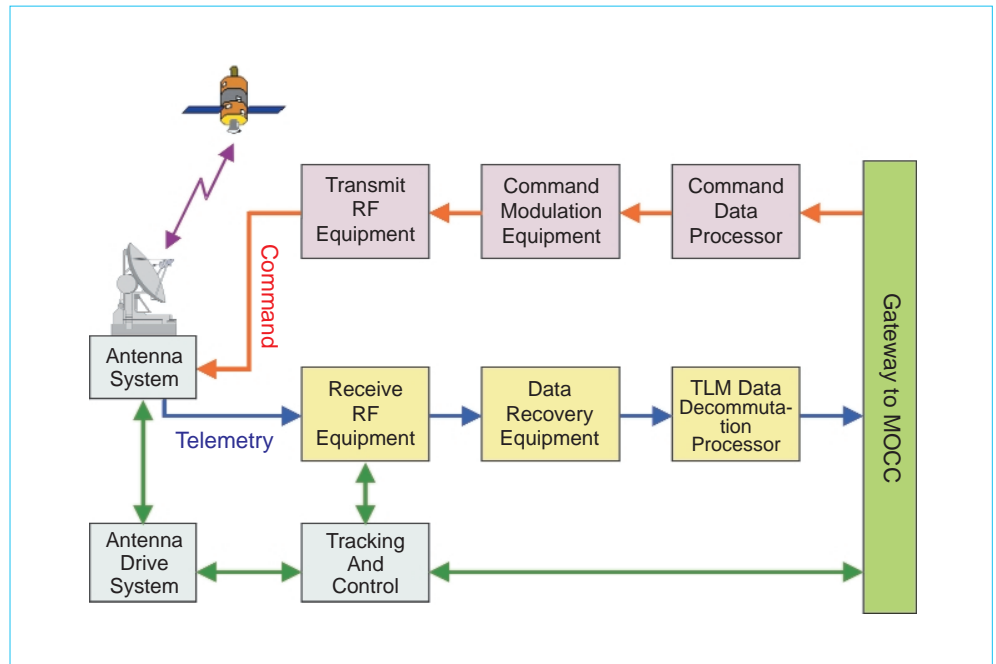 Transmit
RF
Equipment
Command
Modulation
Equipment
Command
Data
Processor
Command
Gateway to MOCC
Antenna
System
Telemetry
Receive
RF
Equipment
Data
Recovery
Equipment
TLM Data
Decommuta-
tion
Processor
Antenna
Drive
System
Tracking
And
Control